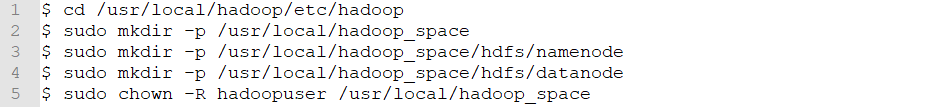 1 $ cd /usr/local/hadoop/etc/hadoop
2 $ sudo mkdir -p /usr/local/hadoop_space
3 $ sudo mkdir -p /usr/local/hadoop_space/hdfs/namenode
4 $ sudo mkdir -p /usr/local/hadoop_space/hdfs/datanode
5 $ sudo chown -R hadoopuser /usr/local/hadoop_space